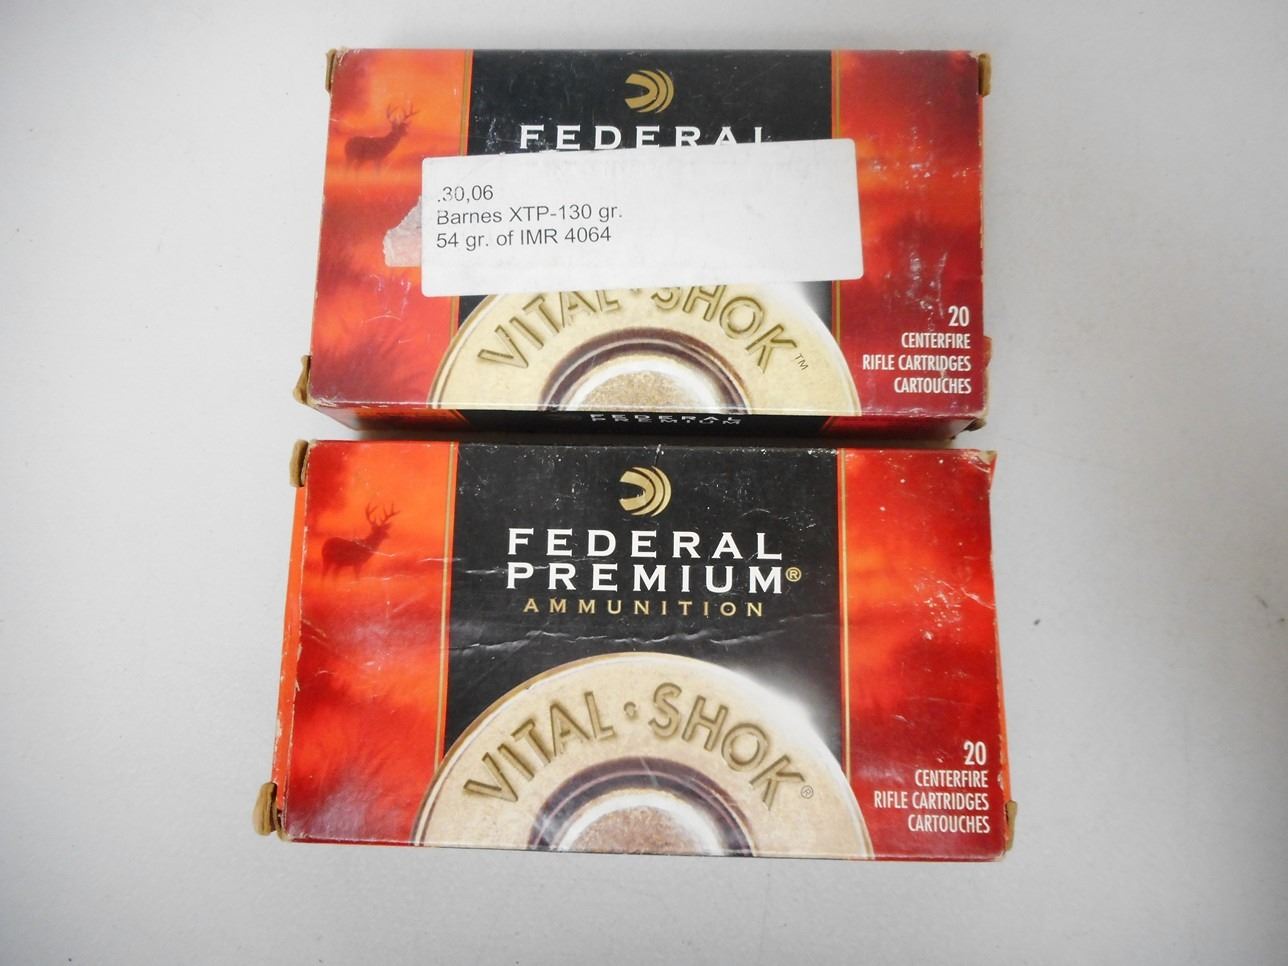 FEDERAL
.30,06
Barnes XTP-130 gr.
54 gr. of IMR 4064
VITAL·SHOK™
20
CENTERFIRE
RIFLE CARTRIDGES
CARTOUCHES
FEDERAL
PREMIUM
FEDERAL
PREMIUM®
AMMUNITION
VITAL·SHOK®
20
CENTERFIRE
RIFLE CARTRIDGES
CARTOUCHES